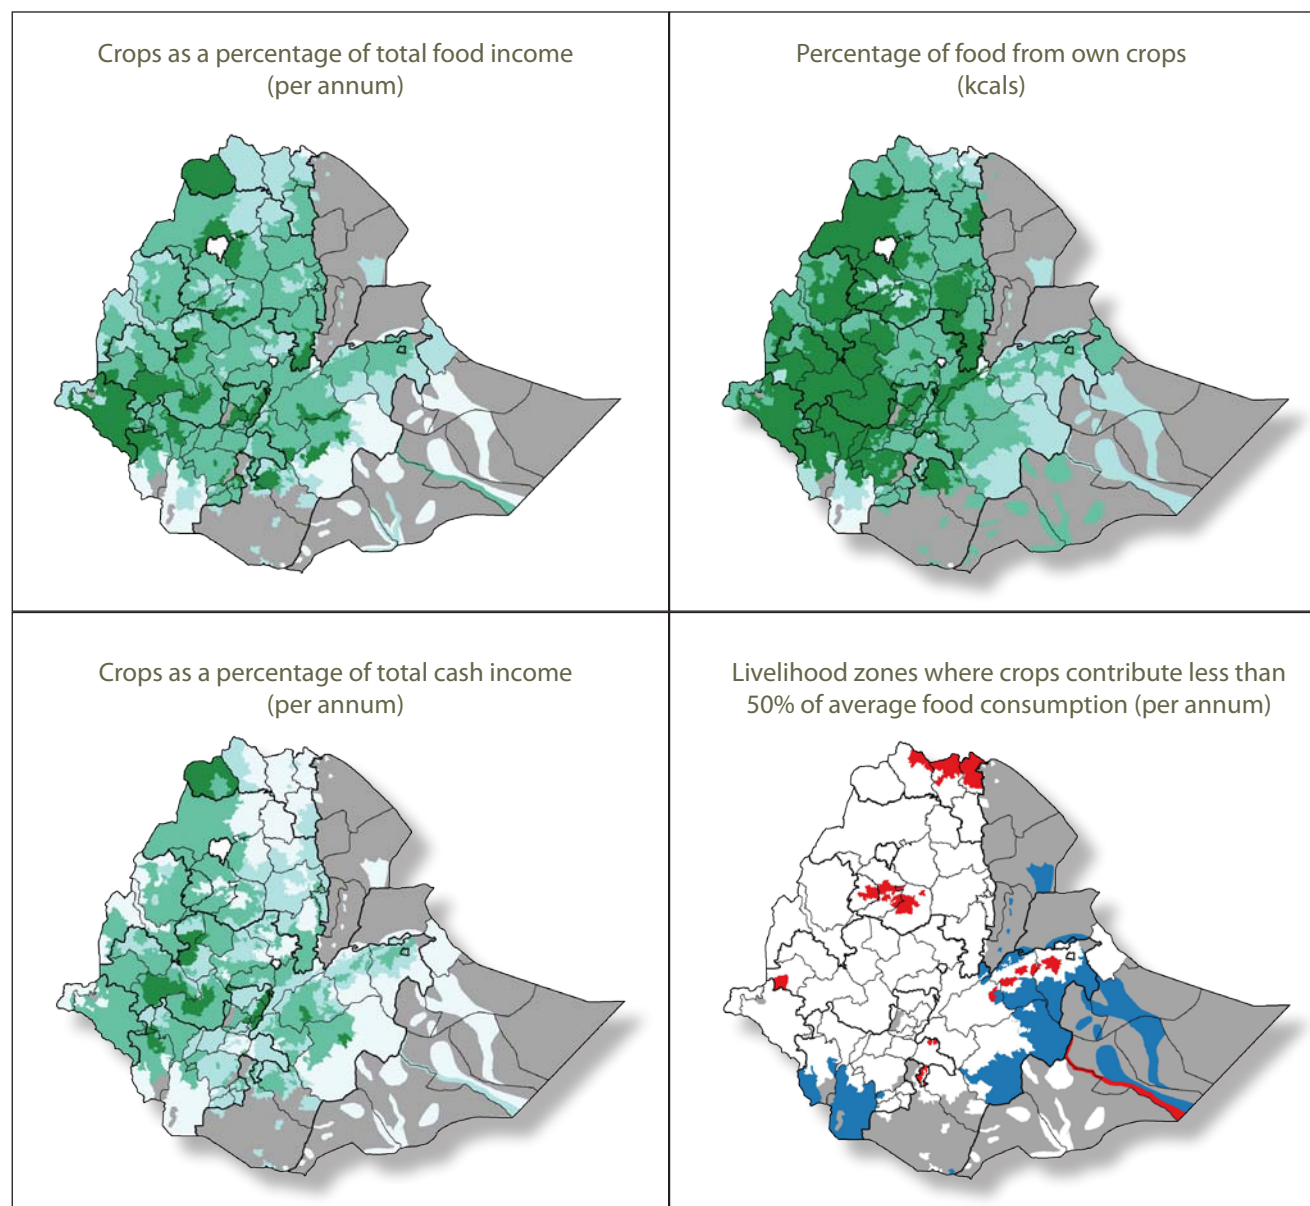 Crops as a percentage of total food income
(per annum)
Percentage of food from own crops
(kcals)
Crops as a percentage of total cash income
(per annum)
Livelihood zones where crops contribute less than
50% of average food consumption (per annum)